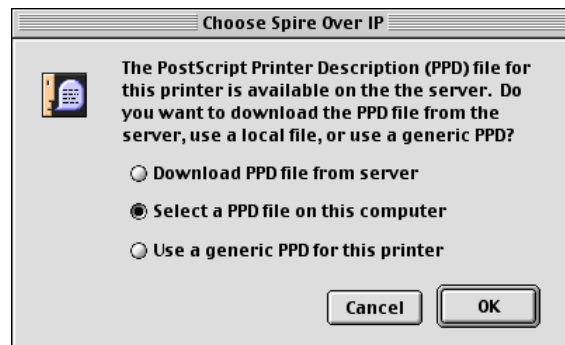 Choose Spire Over IP
The PostScript Printer Description (PPD) file for
this printer is available on the the server. Do
you want to download the PPD file from the
server, use a local file, or use a generic PPD?
Download PPD file from server
Select a PPD file on this computer
Use a generic PPD for this printer
Cancel OK